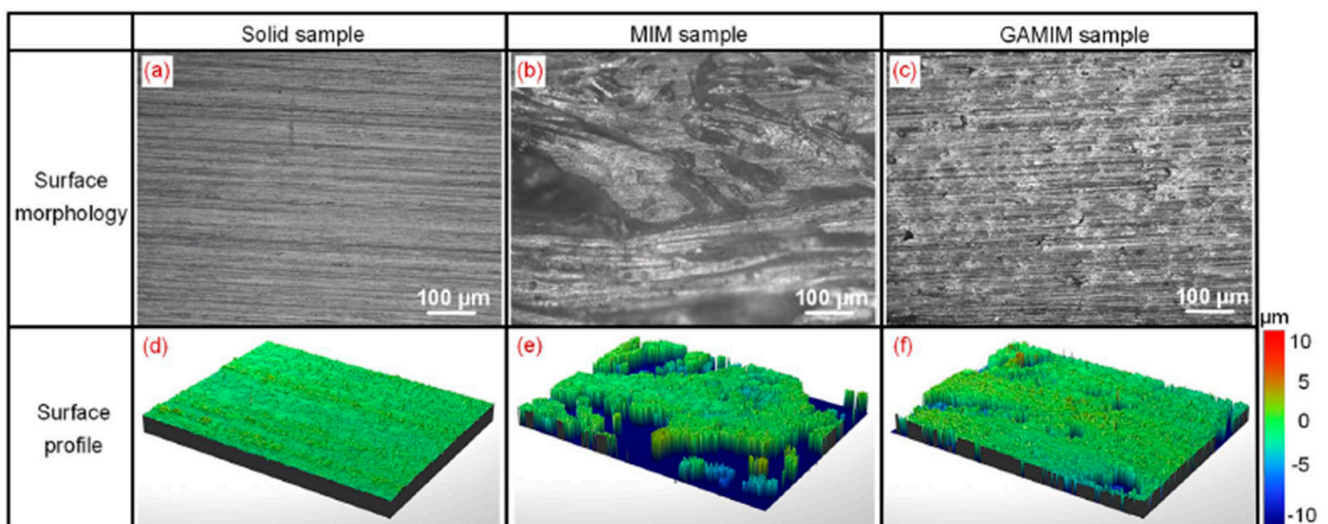 Solid sample
MIM sample
GAMIM sample
Surface
morphology
(a)
100 µm
(b)
100 µm
(c)
100 µm
Surface
profile
(d)
(e)
(f)
µm
10
5
0
-5
-10